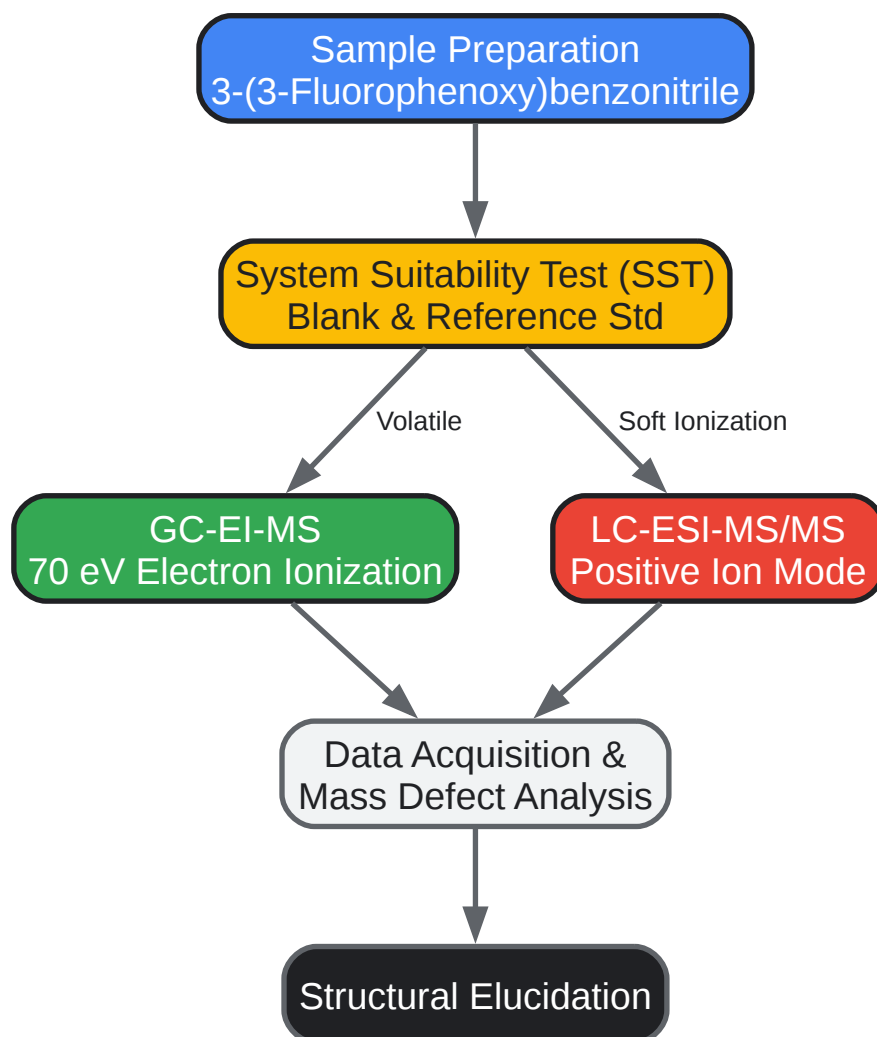 Sample Preparation
3-(3-Fluorophenoxy)benzonitrile
System Suitability Test (SST)
Blank & Reference Std
Volatile
Soft Ionization
GC-EI-MS
70 eV Electron Ionization
LC-ESI-MS/MS
Positive Ion Mode
Data Acquisition &
Mass Defect Analysis
Structural Elucidation